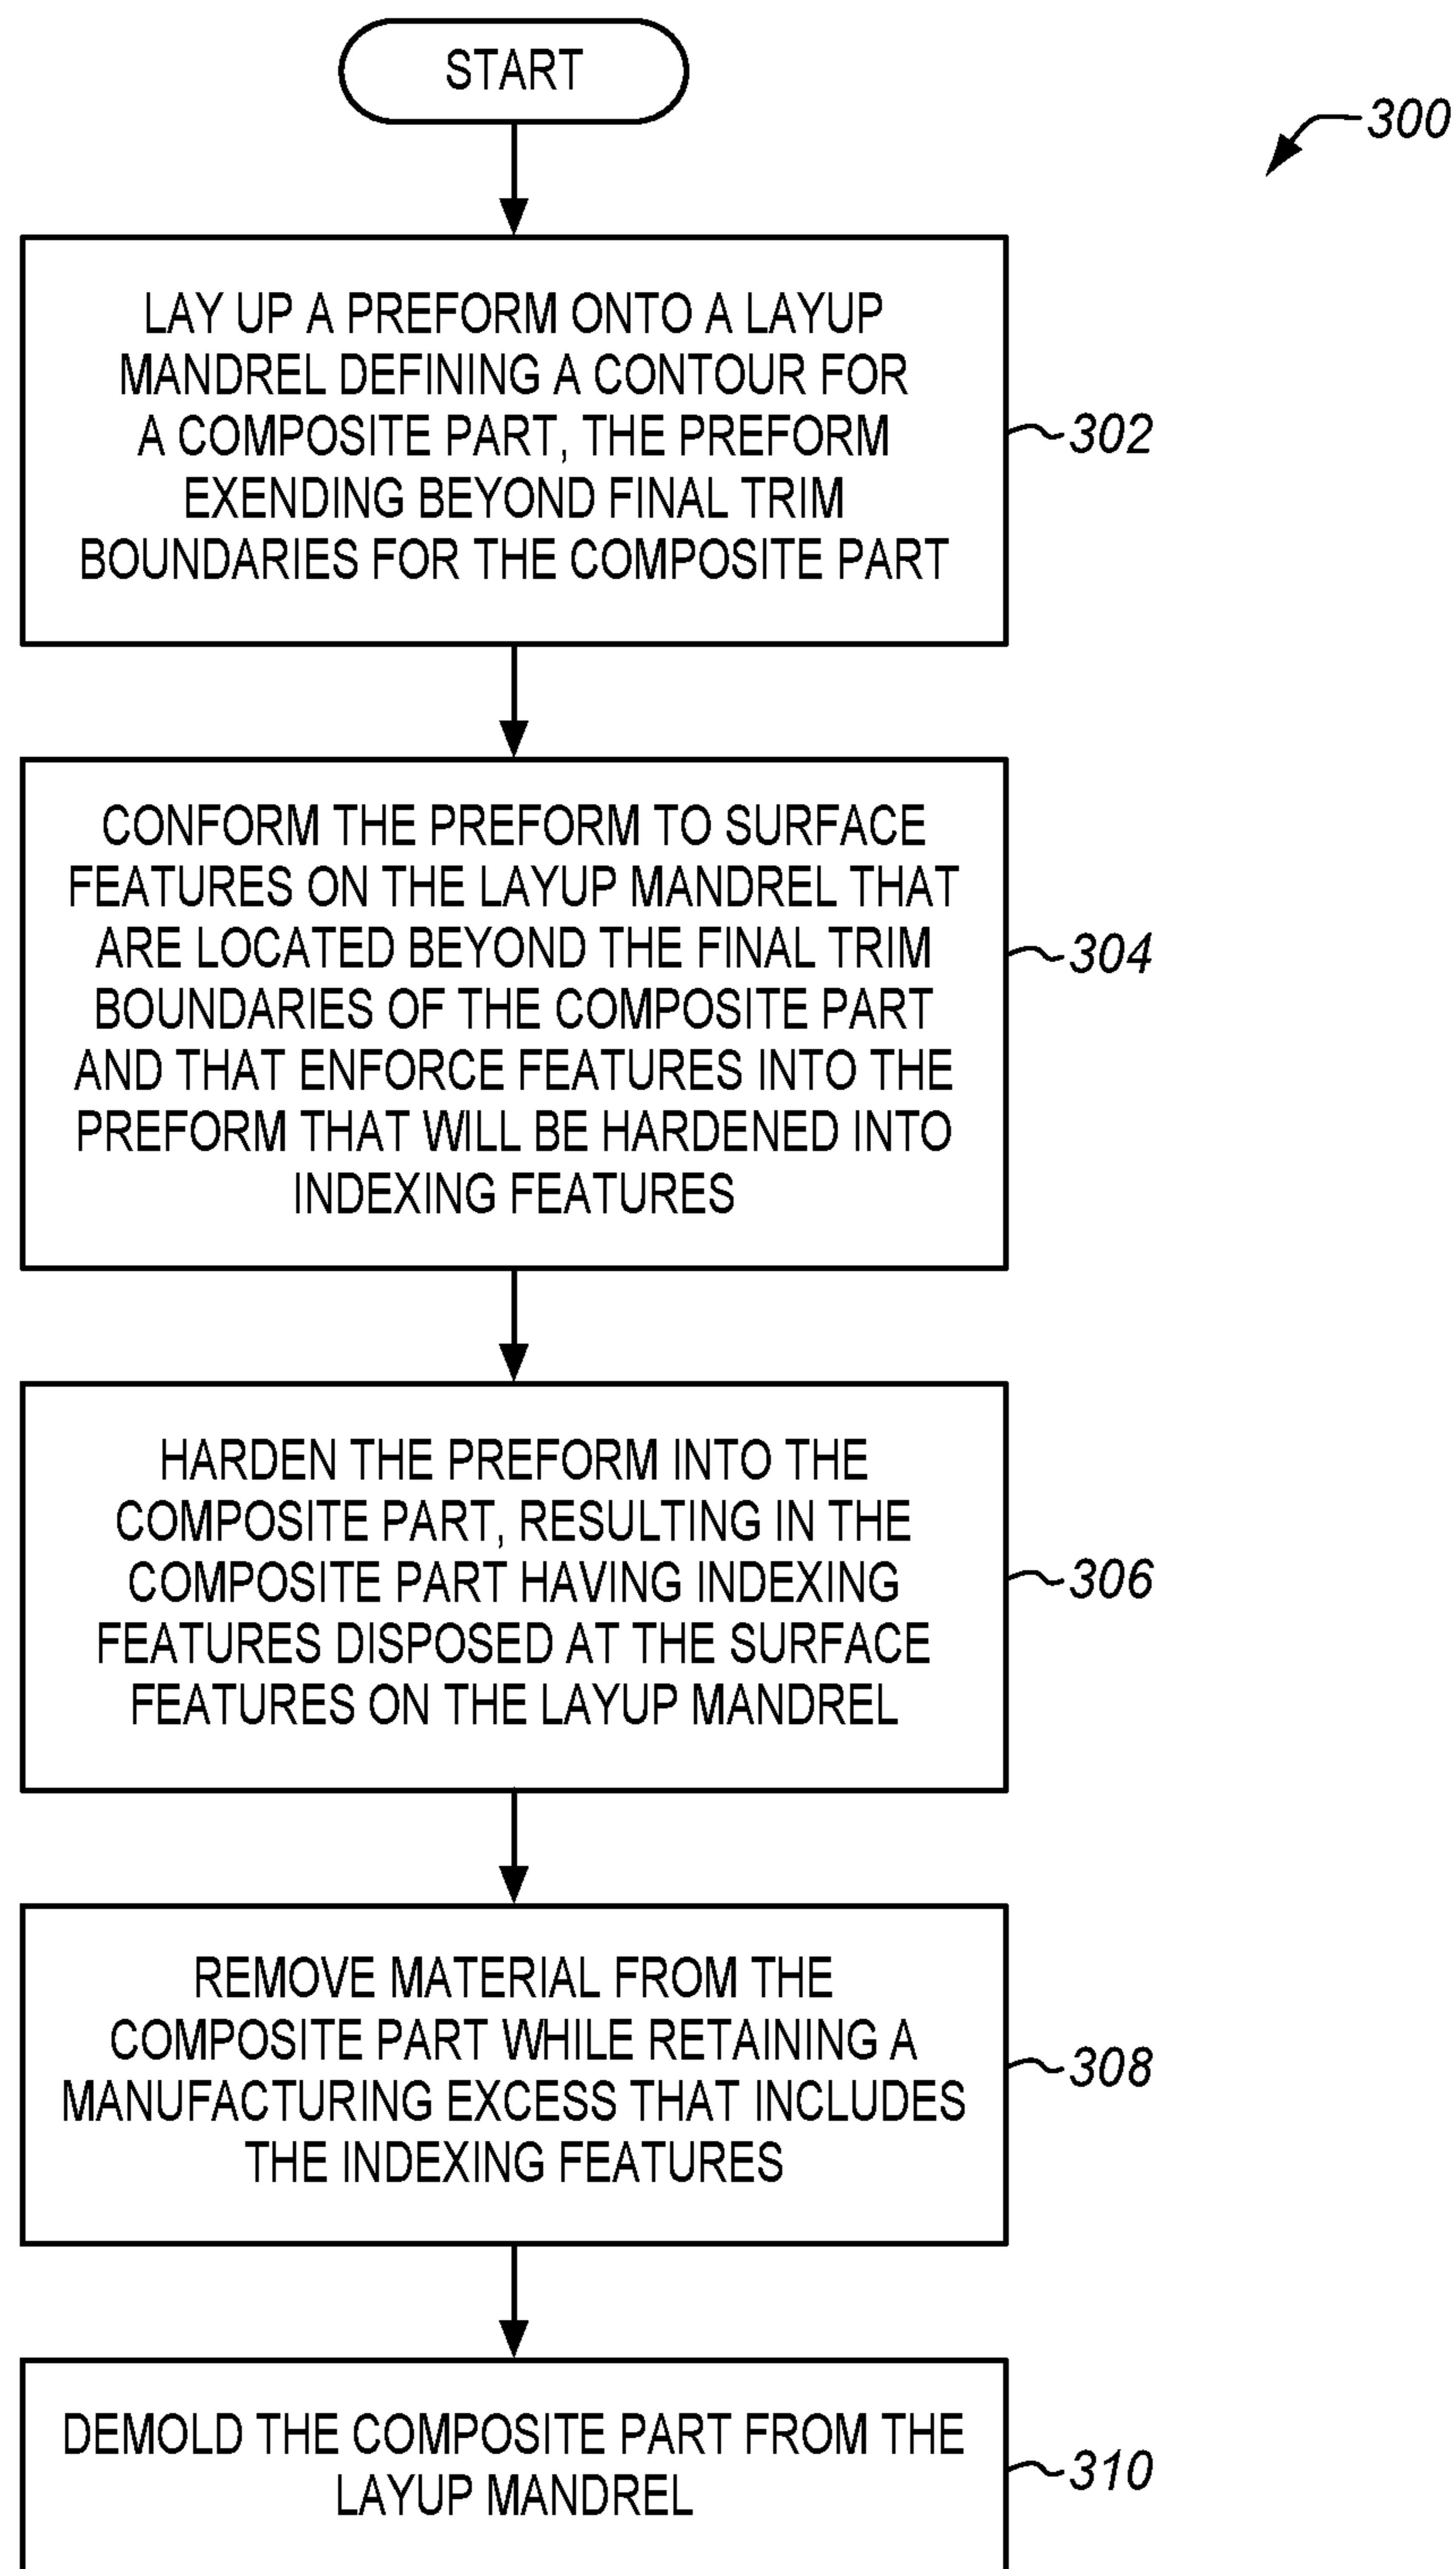 START
300
LAY UP A PREFORM ONTO A LAYUP
MANDREL DEFINING A CONTOUR FOR
A COMPOSITE PART, THE PREFORM
EXENDING BEYOND FINAL TRIM
BOUNDARIES FOR THE COMPOSITE PART
302
CONFORM THE PREFORM TO SURFACE
FEATURES ON THE LAYUP MANDREL THAT
ARE LOCATED BEYOND THE FINAL TRIM
BOUNDARIES OF THE COMPOSITE PART
AND THAT ENFORCE FEATURES INTO THE
PREFORM THAT WILL BE HARDENED INTO
INDEXING FEATURES
304
HARDEN THE PREFORM INTO THE
COMPOSITE PART, RESULTING IN THE
COMPOSITE PART HAVING INDEXING
FEATURES DISPOSED AT THE SURFACE
FEATURES ON THE LAYUP MANDREL
306
REMOVE MATERIAL FROM THE
COMPOSITE PART WHILE RETAINING A
MANUFACTURING EXCESS THAT INCLUDES
THE INDEXING FEATURES
308
DEMOLD THE COMPOSITE PART FROM THE
LAYUP MANDREL
310